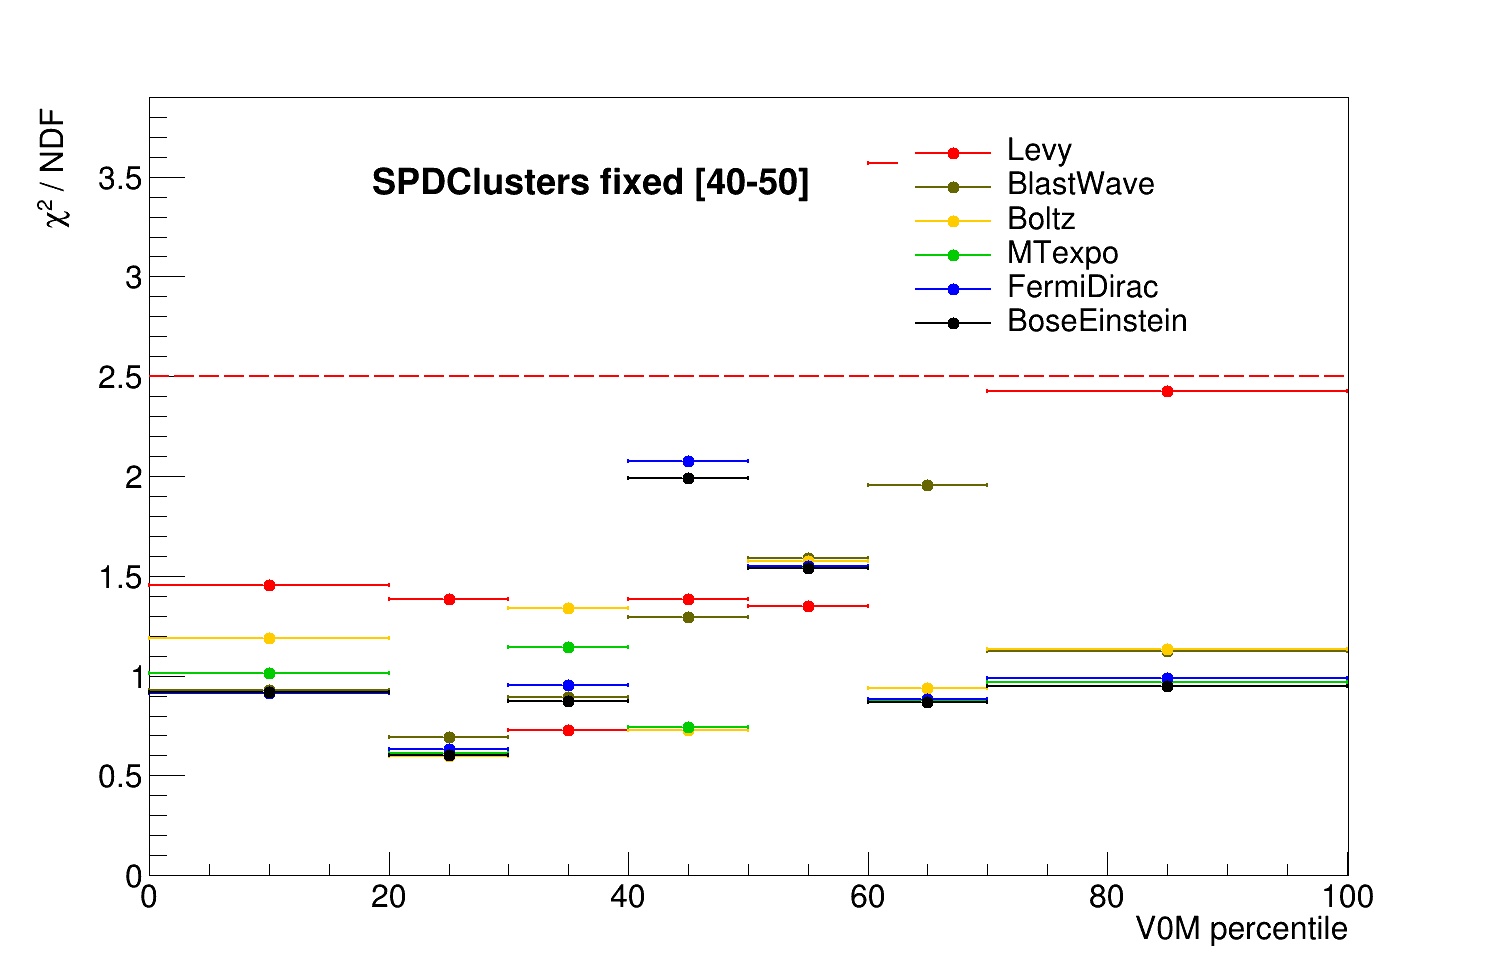 χ² / NDF
SPDClusters fixed [40-50]
Levy
BlastWave
Boltz
MTexpo
FermiDirac
BoseEinstein
3.5
3
2.5
2
1.5
1
0.5
0
0 20 40 60 80 100
V0M percentile